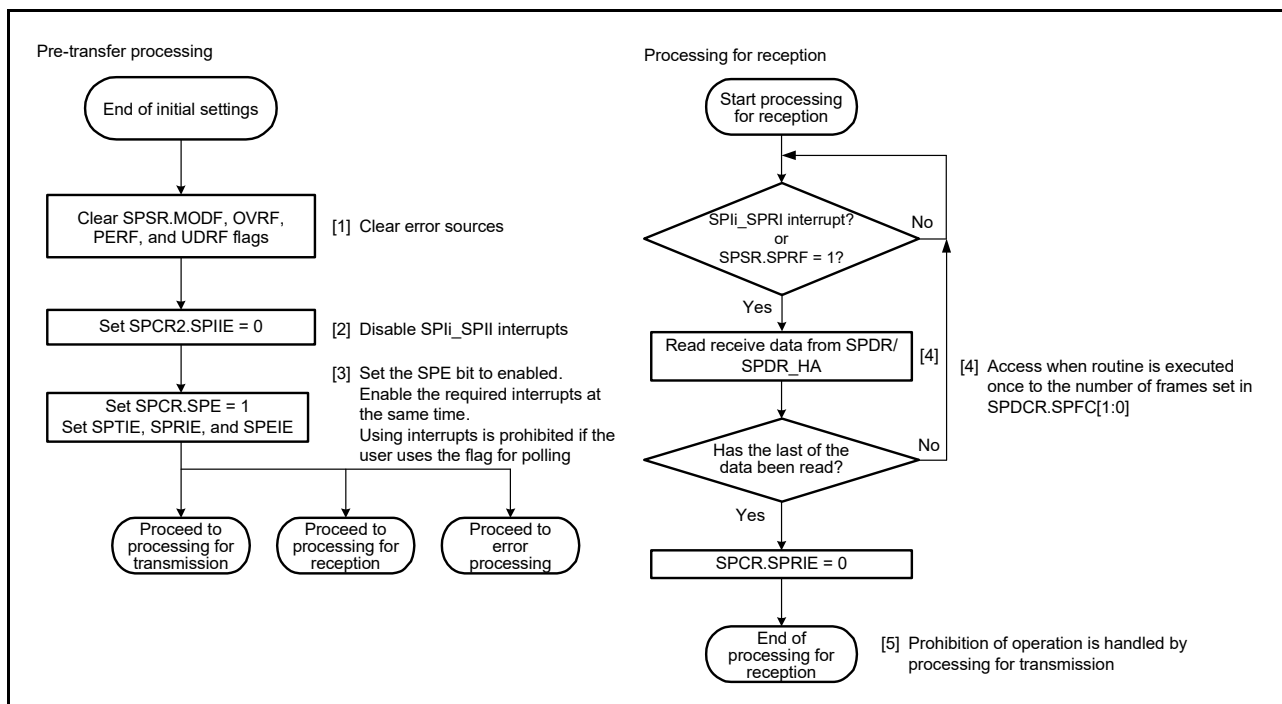 Pre-transfer processing
End of initial settings
Clear SPSR.MODF, OVRF,
PERF, and UDRF flags
[1] Clear error sources
Set SPCR2.SPIIE = 0
[2] Disable SPIi_SPII interrupts
[3] Set the SPE bit to enabled.
Enable the required interrupts at
the same time.
Using interrupts is prohibited if the
user uses the flag for polling
Set SPCR.SPE = 1
Set SPTIE, SPRIE, and SPEIE
Proceed to
processing for
transmission
Proceed to
processing for
reception
Proceed to
error
processing
Processing for reception
Start processing
for reception
SPIi_SPRI interrupt?
or
SPSR.SPRF = 1?
No
Yes
Read receive data from SPDR/
SPDR_HA
[4]
[4] Access when routine is executed
once to the number of frames set in
SPDCR.SPFC[1:0]
Has the last of the
data been read?
No
Yes
SPCR.SPRIE = 0
End of
processing for
reception
[5] Prohibition of operation is handled by
processing for transmission